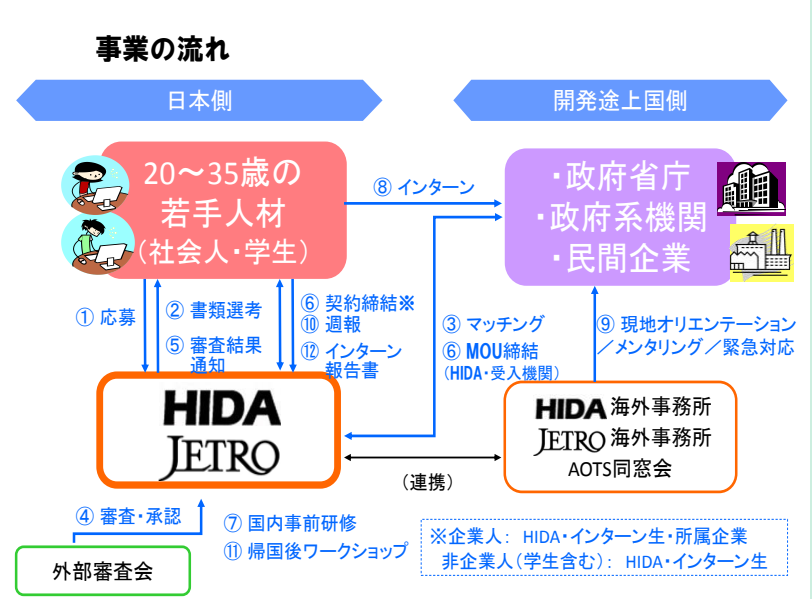 事業の流れ
日本側
開発途上国側
20～35歳の
若手人材
（社会人・学生）
・政府省庁
・政府系機関
・民間企業
⑧ インターン
① 応募
② 書類選考
⑤ 審査結果
通知
⑥ 契約締結※
⑩ 週報
⑫ インターン
報告書
③ マッチング
⑥ MOU締結
（HIDA・受入機関）
⑨ 現地オリエンテーション
／メンタリング／緊急対応
HIDA
JETRO
（連携）
HIDA 海外事務所
JETRO 海外事務所
AOTS同窓会
④ 審査・承認
外部審査会
⑦ 国内事前研修
⑪ 帰国後ワークショップ
※企業人： HIDA・インターン生・所属企業
非企業人（学生含む）： HIDA・インターン生